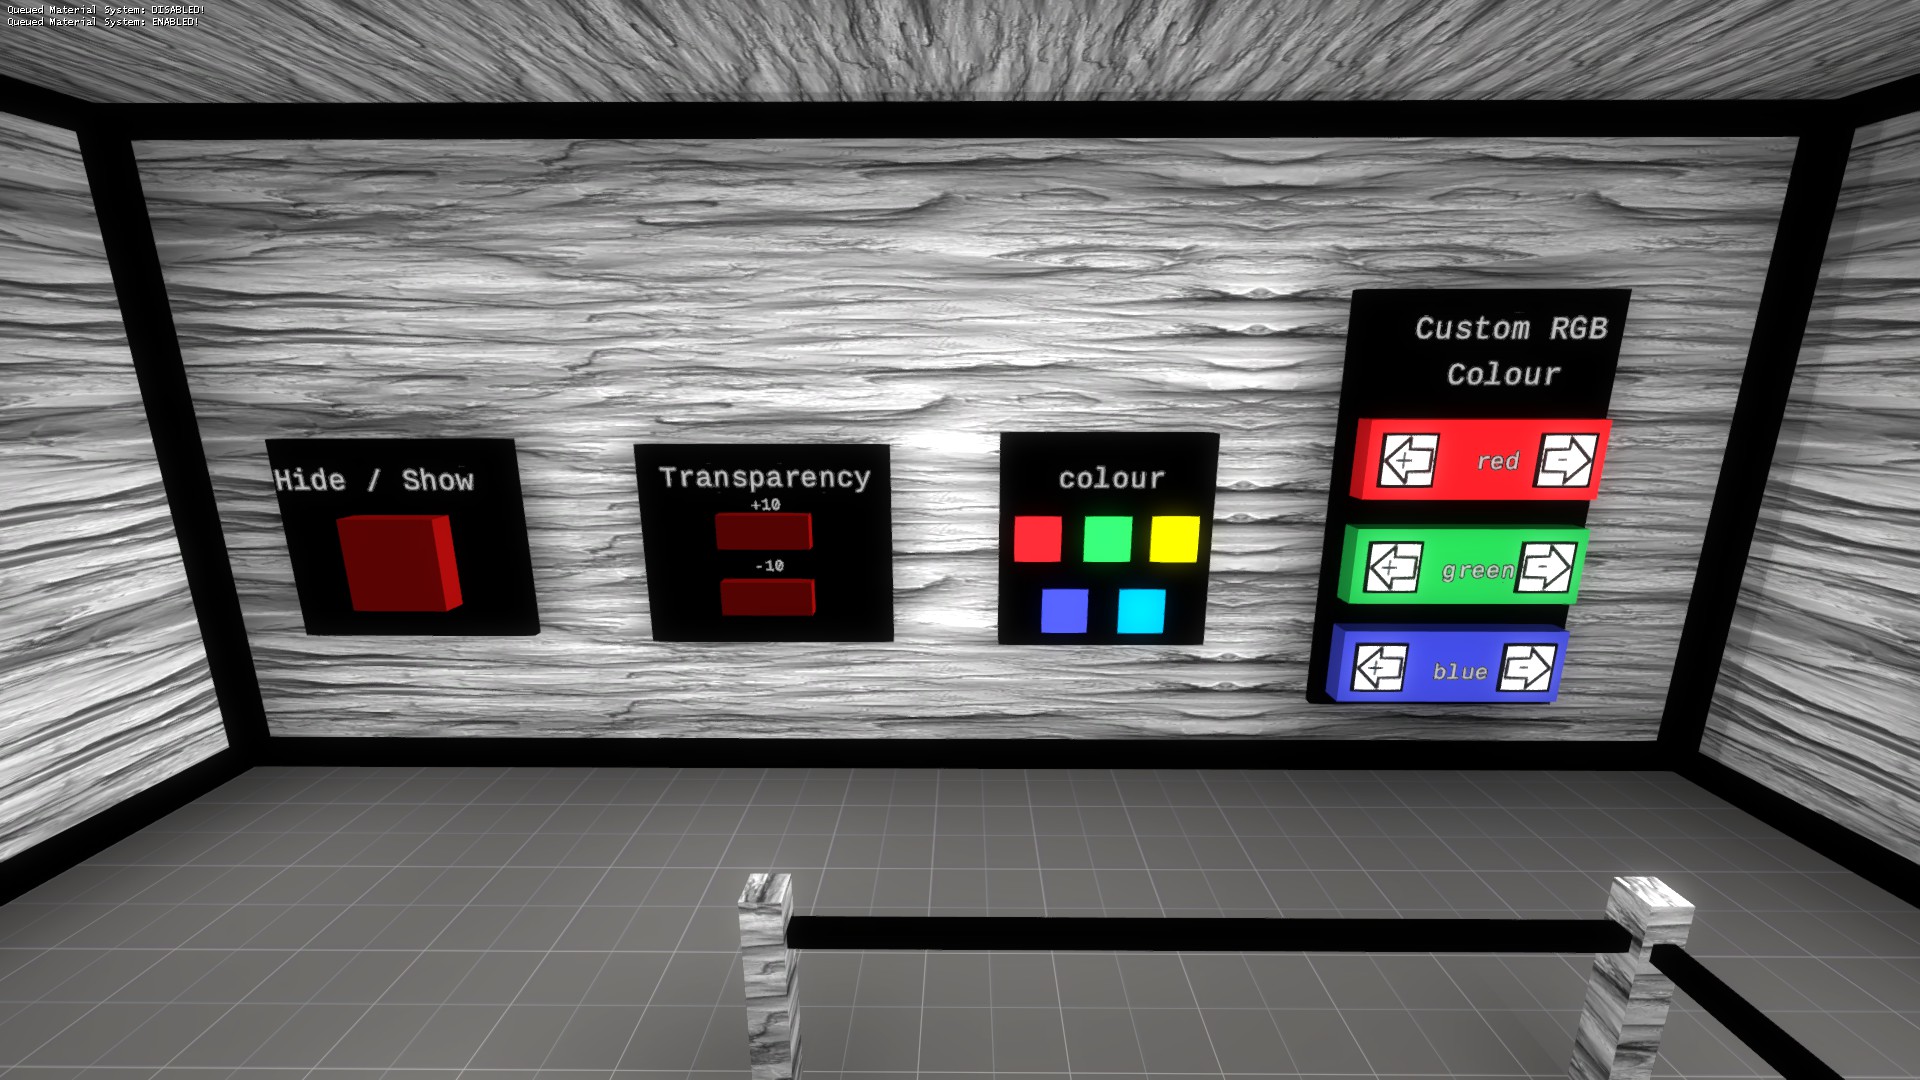 Queued Material System: DISABLED!
Queued Material System: ENABLED!
Hide / Show
Transparency
+10
-10
colour
Custom RGB
Colour
+ red -
+ green -
+ blue -